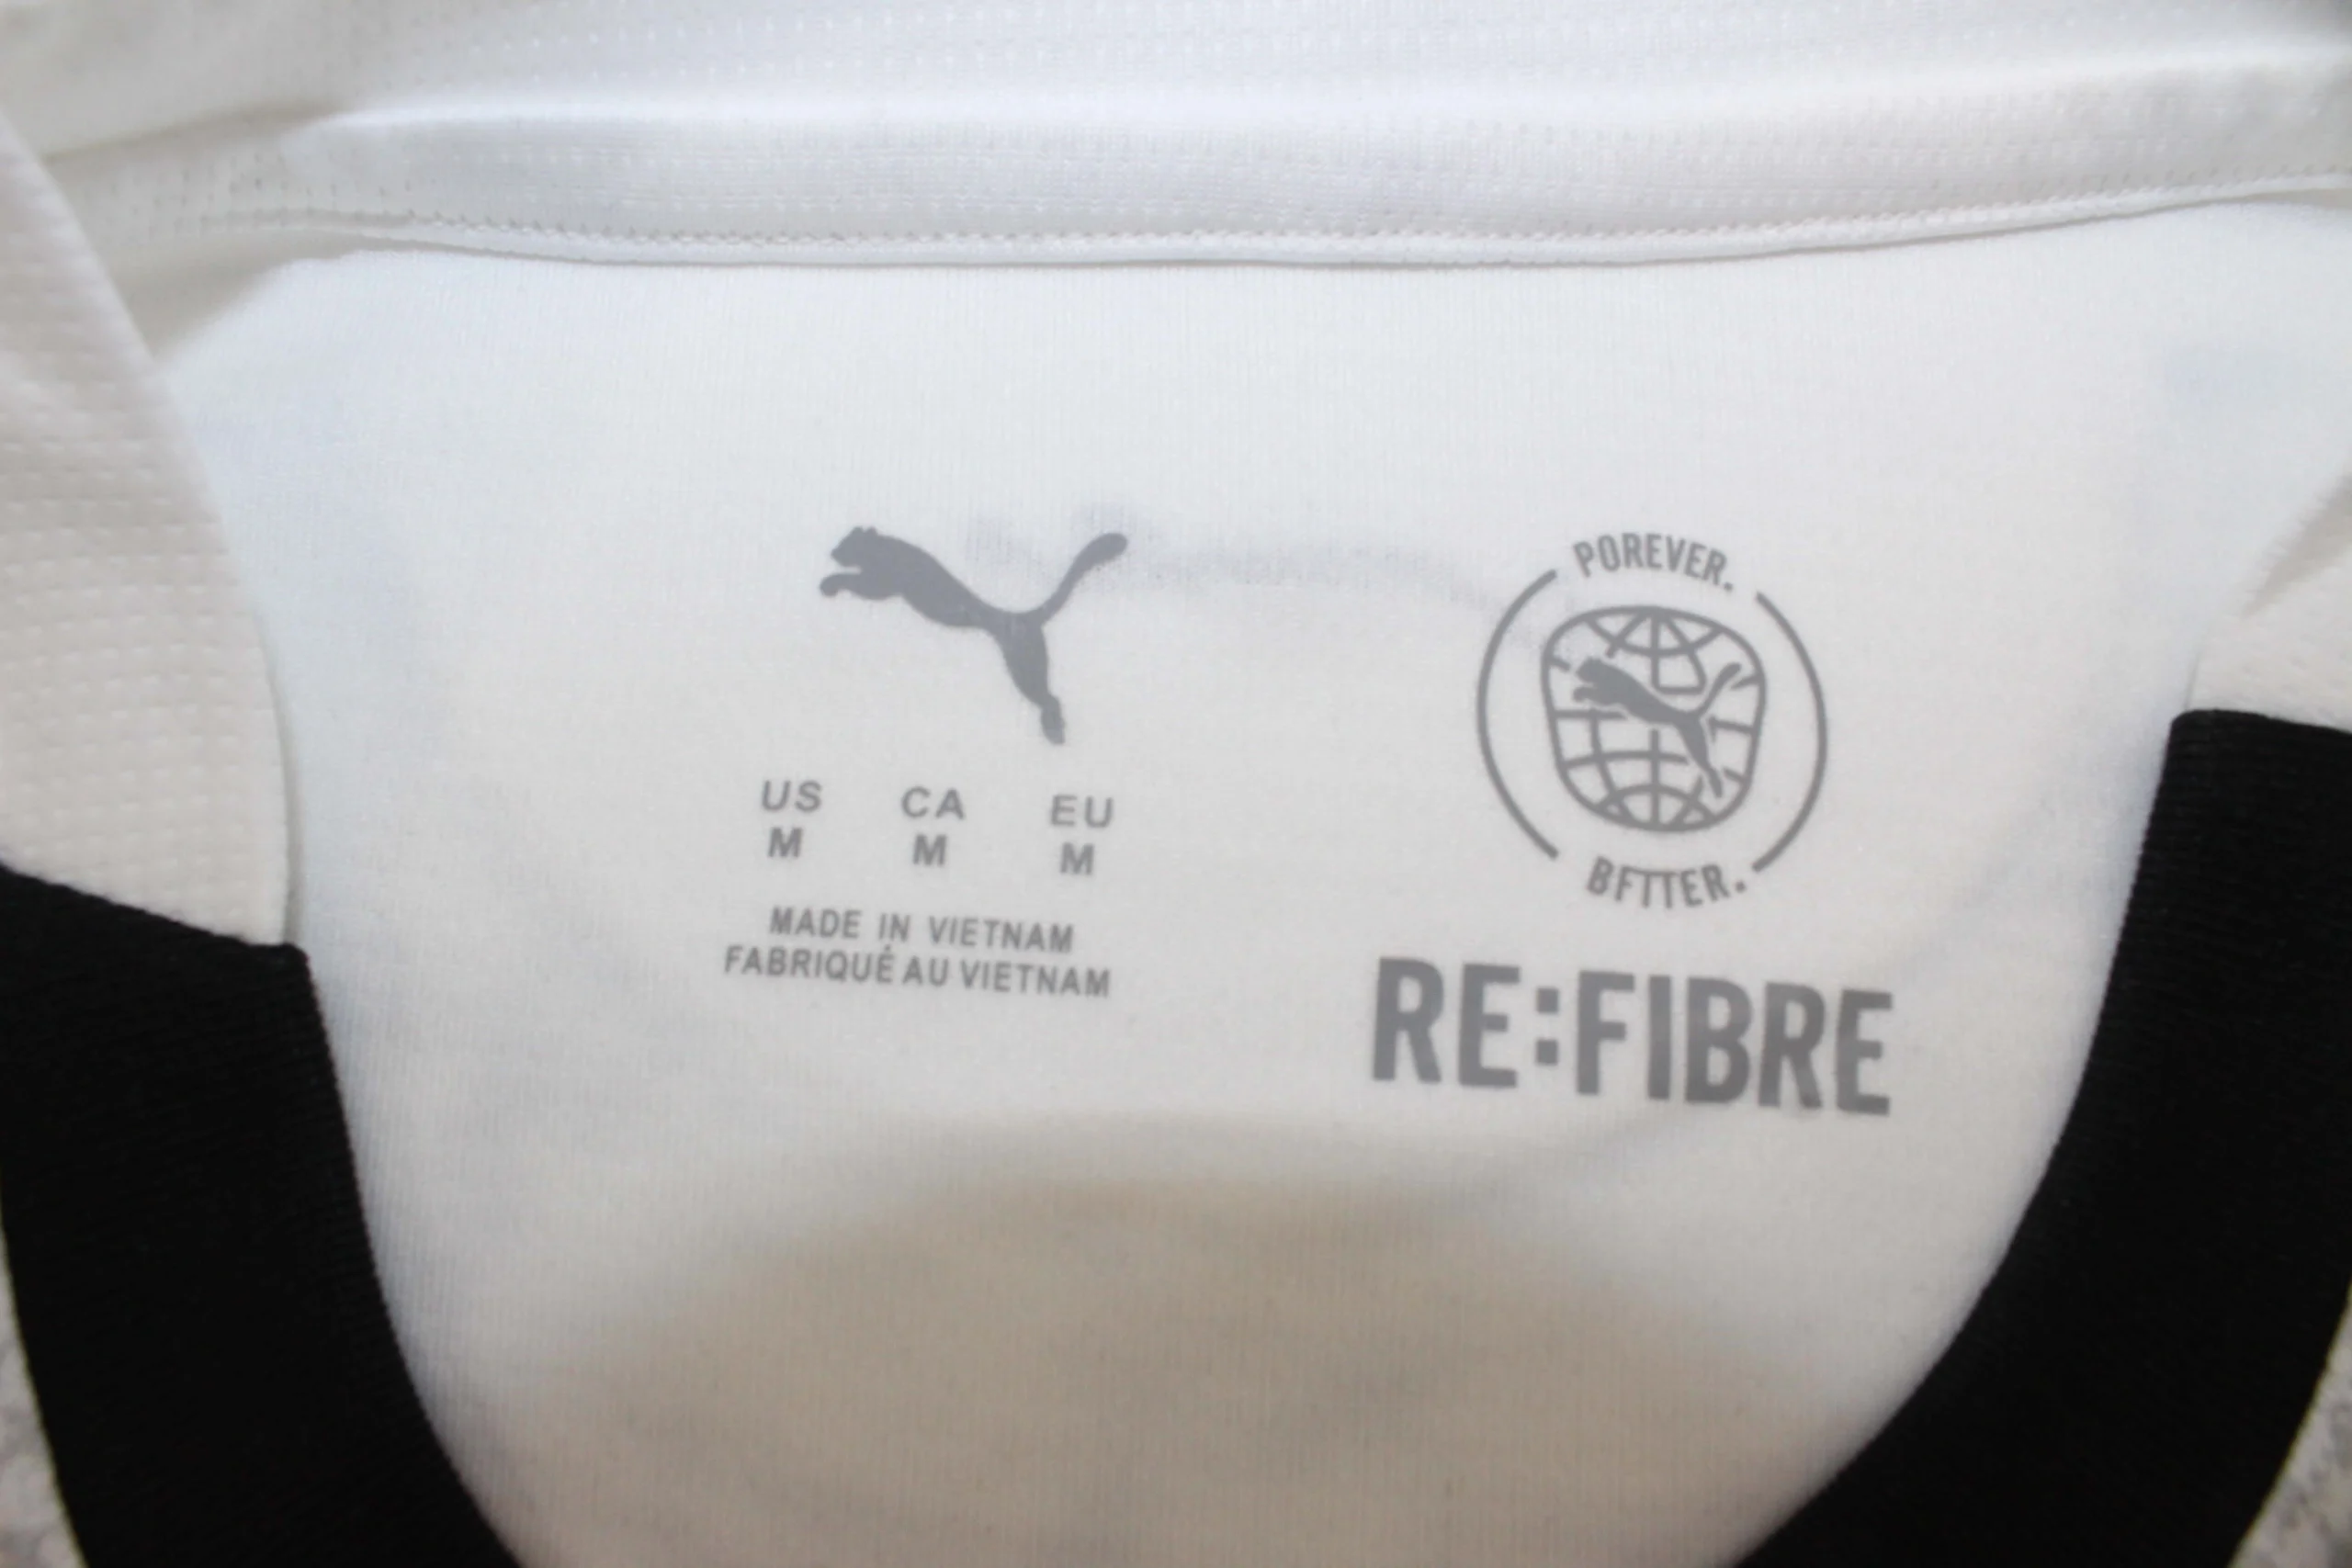 US CA EU
M M M
MADE IN VIETNAM
FABRIQUÉ AU VIETNAM
POREVER.
BFTTER.
RE:FIBRE